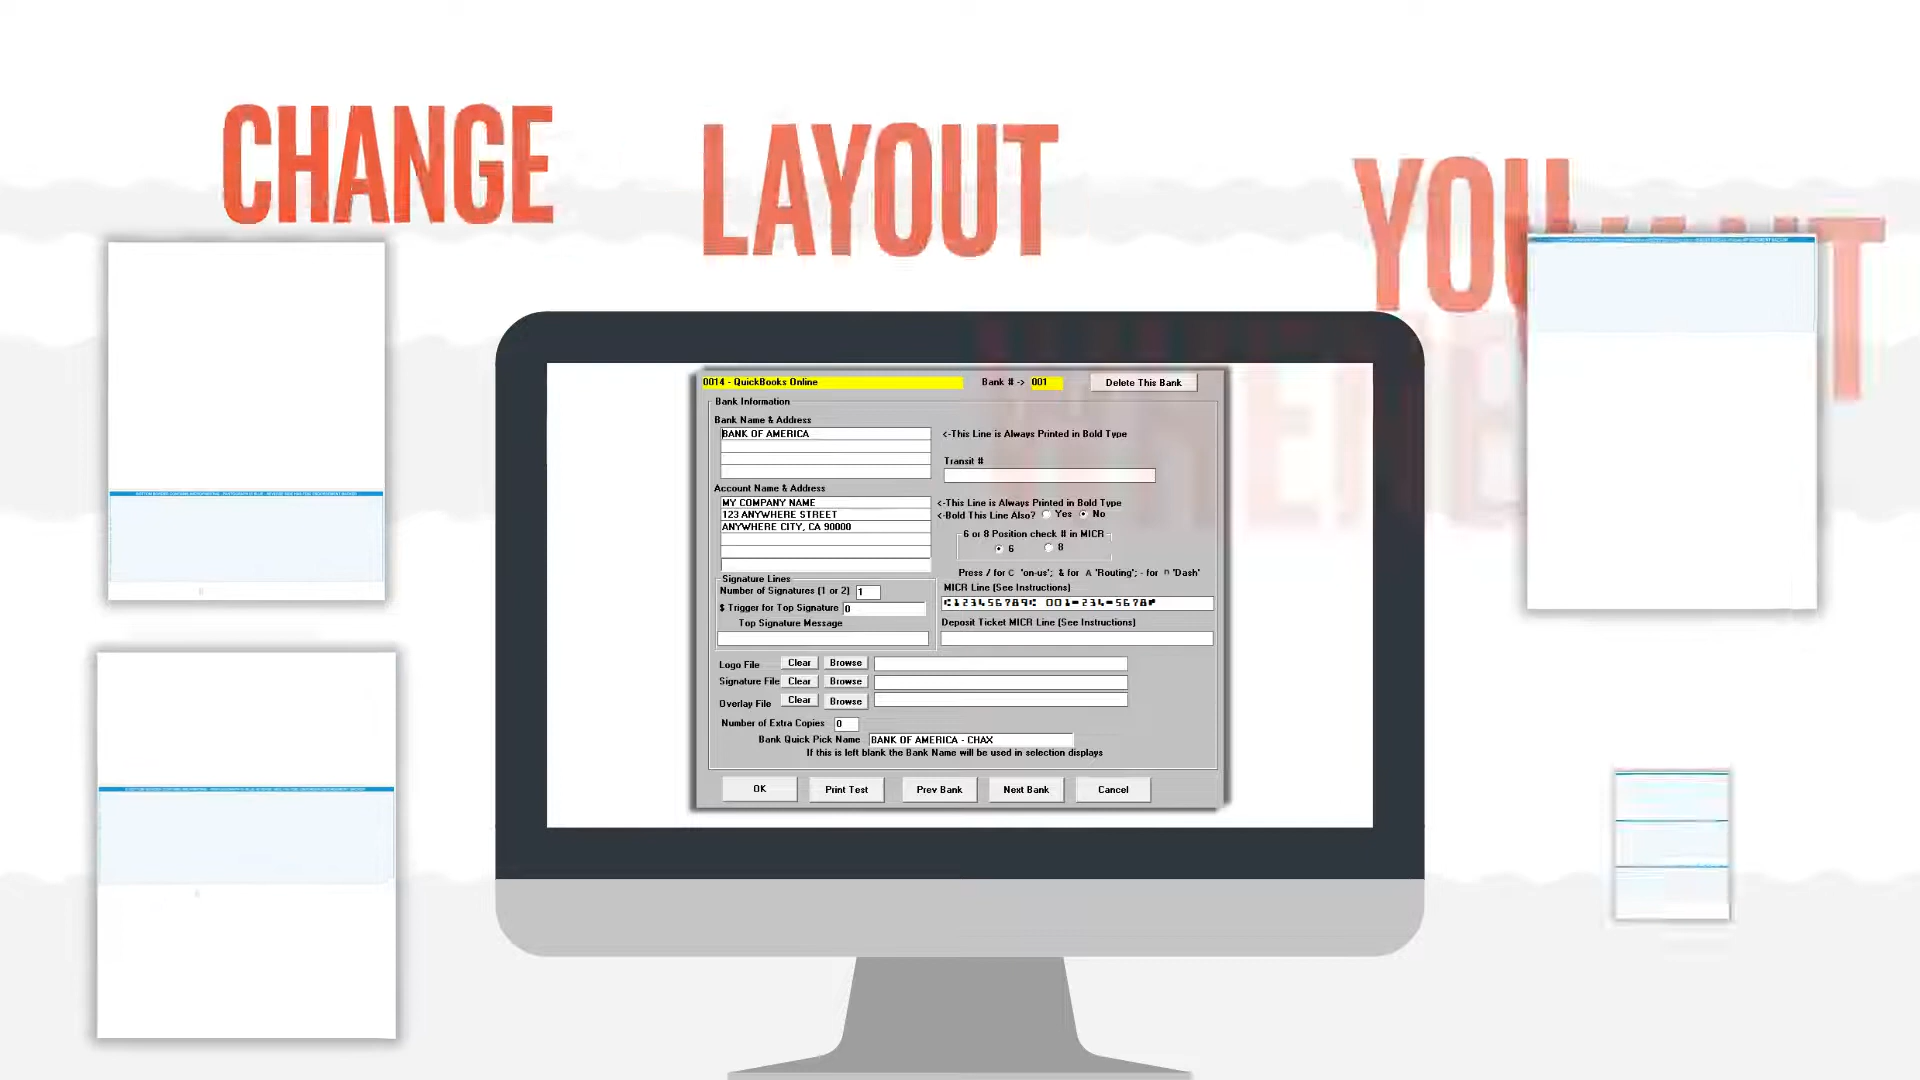 CHANGE
LAYOUT
YOU
0014 - QuickBooks Online
Bank # -> 001
Delete This Bank
Bank Information
Bank Name & Address
BANK OF AMERICA
<-This Line is Always Printed in Bold Type
Transit #
Account Name & Address
MY COMPANY NAME
<-This Line is Always Printed in Bold Type
123 ANYWHERE STREET
<-Bold This Line Also? Yes No
ANYWHERE CITY, CA 90000
6 or 8 Position check # in MICR
6 8
Press / for C 'on-us'; & for A 'Routing'; - for D 'Dash'
Signature Lines
Number of Signatures (1 or 2) 1
MICR Line (See Instructions)
$ Trigger for Top Signature 0
⑆123456789⑆ 001⑉234⑉5678⑈
Top Signature Message
Deposit Ticket MICR Line (See Instructions)
Logo File Clear Browse
Signature File Clear Browse
Overlay File Clear Browse
Number of Extra Copies 0
Bank Quick Pick Name BANK OF AMERICA - CHAX
If this is left blank the Bank Name will be used in selection displays
OK Print Test Prev Bank Next Bank Cancel